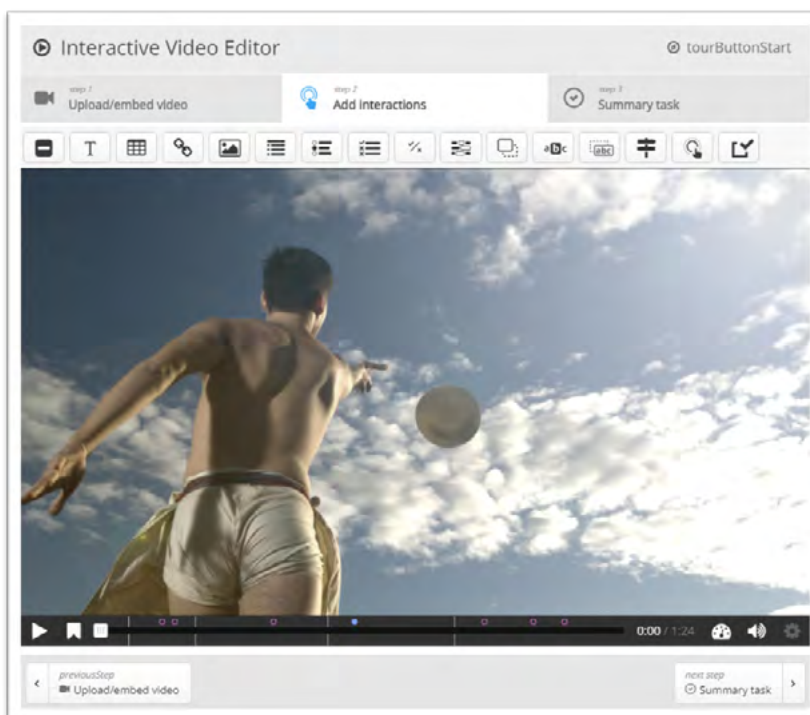 Interactive Video Editor
tourButtonStart
step 1
Upload/embed video
step 2
Add interactions
step 3
Summary task
T
abc
abc
0:00 / 1:24
previousStep
Upload/embed video
next step
Summary task